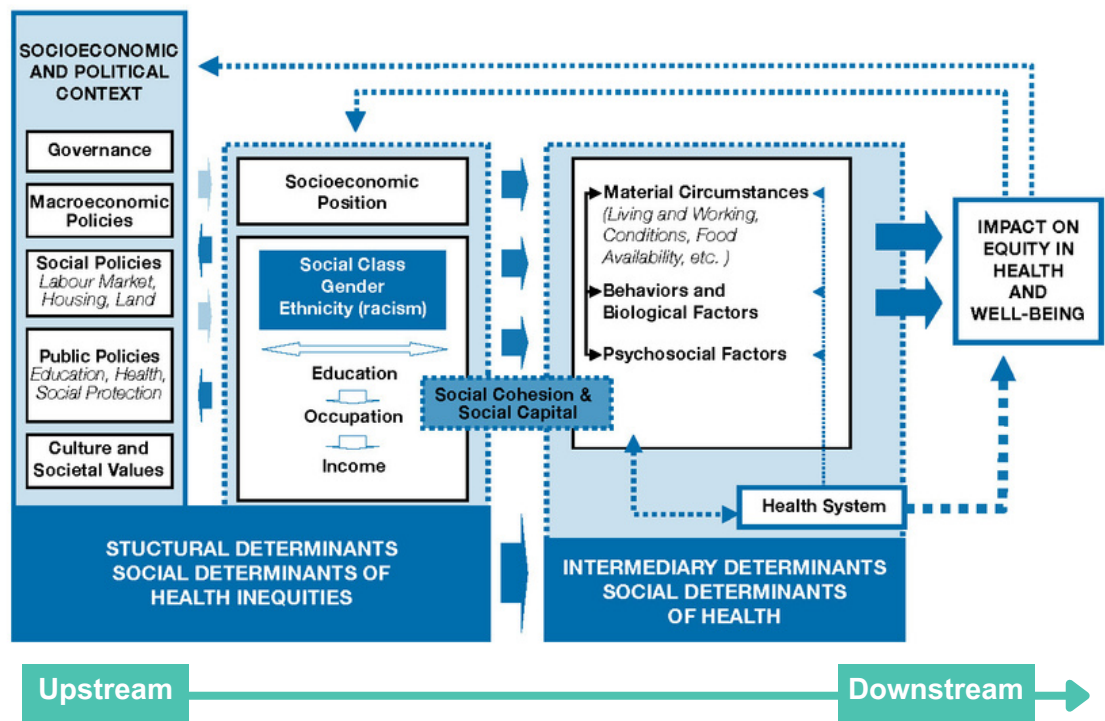 SOCIOECONOMIC
AND POLITICAL
CONTEXT
Governance
Macroeconomic
Policies
Social Policies
Labour Market,
Housing, Land
Public Policies
Education, Health,
Social Protection
Culture and
Societal Values
Socioeconomic
Position
Social Class
Gender
Ethnicity (racism)
Education
Occupation
Income
Social Cohesion &
Social Capital
Material Circumstances
(Living and Working,
Conditions, Food
Availability, etc. )
Behaviors and
Biological Factors
Psychosocial Factors
Health System
IMPACT ON
EQUITY IN
HEALTH
AND
WELL-BEING
STUCTURAL DETERMINANTS
SOCIAL DETERMINANTS OF
HEALTH INEQUITIES
INTERMEDIARY DETERMINANTS
SOCIAL DETERMINANTS
OF HEALTH
Upstream
Downstream